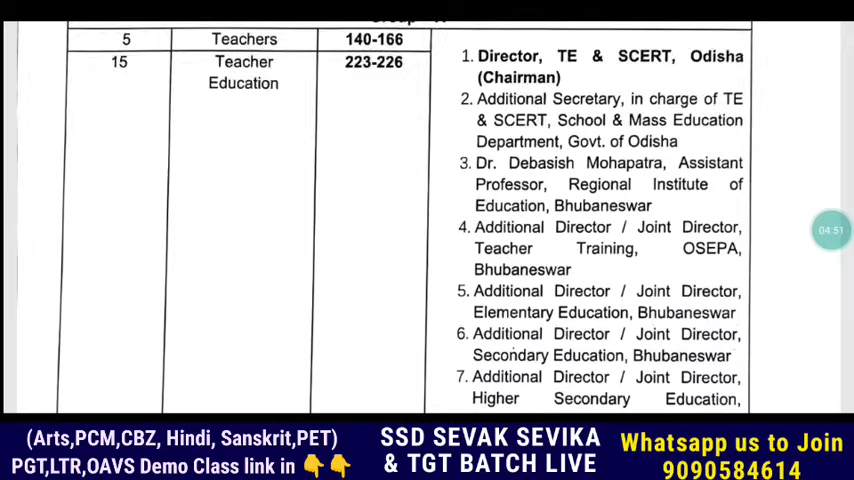 5 Teachers 140-166
15 Teacher 223-226
Education
1. Director, TE & SCERT, Odisha
(Chairman)
2. Additional Secretary, in charge of TE
& SCERT, School & Mass Education
Department, Govt. of Odisha
3. Dr. Debasish Mohapatra, Assistant
Professor, Regional Institute of
Education, Bhubaneswar
4. Additional Director / Joint Director,
Teacher Training, OSEPA,
Bhubaneswar
5. Additional Director / Joint Director,
Elementary Education, Bhubaneswar
6. Additional Director / Joint Director,
Secondary Education, Bhubaneswar
7. Additional Director / Joint Director,
Higher Secondary Education,
04:51
(Arts,PCM,CBZ, Hindi, Sanskrit,PET)
PGT,LTR,OAVS Demo Class link in 👇👇
SSD SEVAK SEVIKA
& TGT BATCH LIVE
Whatsapp us to Join
9090584614